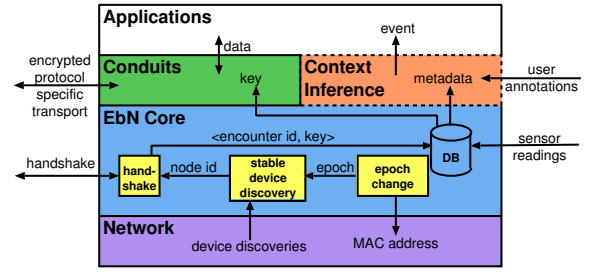 Applications
event
data
encrypted
protocol
specific
transport
Conduits
key
Context
Inference
metadata
user
annotations
EbN Core
<encounter id, key>
DB
sensor
readings
handshake
hand-
shake
node id
stable
device
discovery
epoch
epoch
change
Network
device discoveries
MAC address